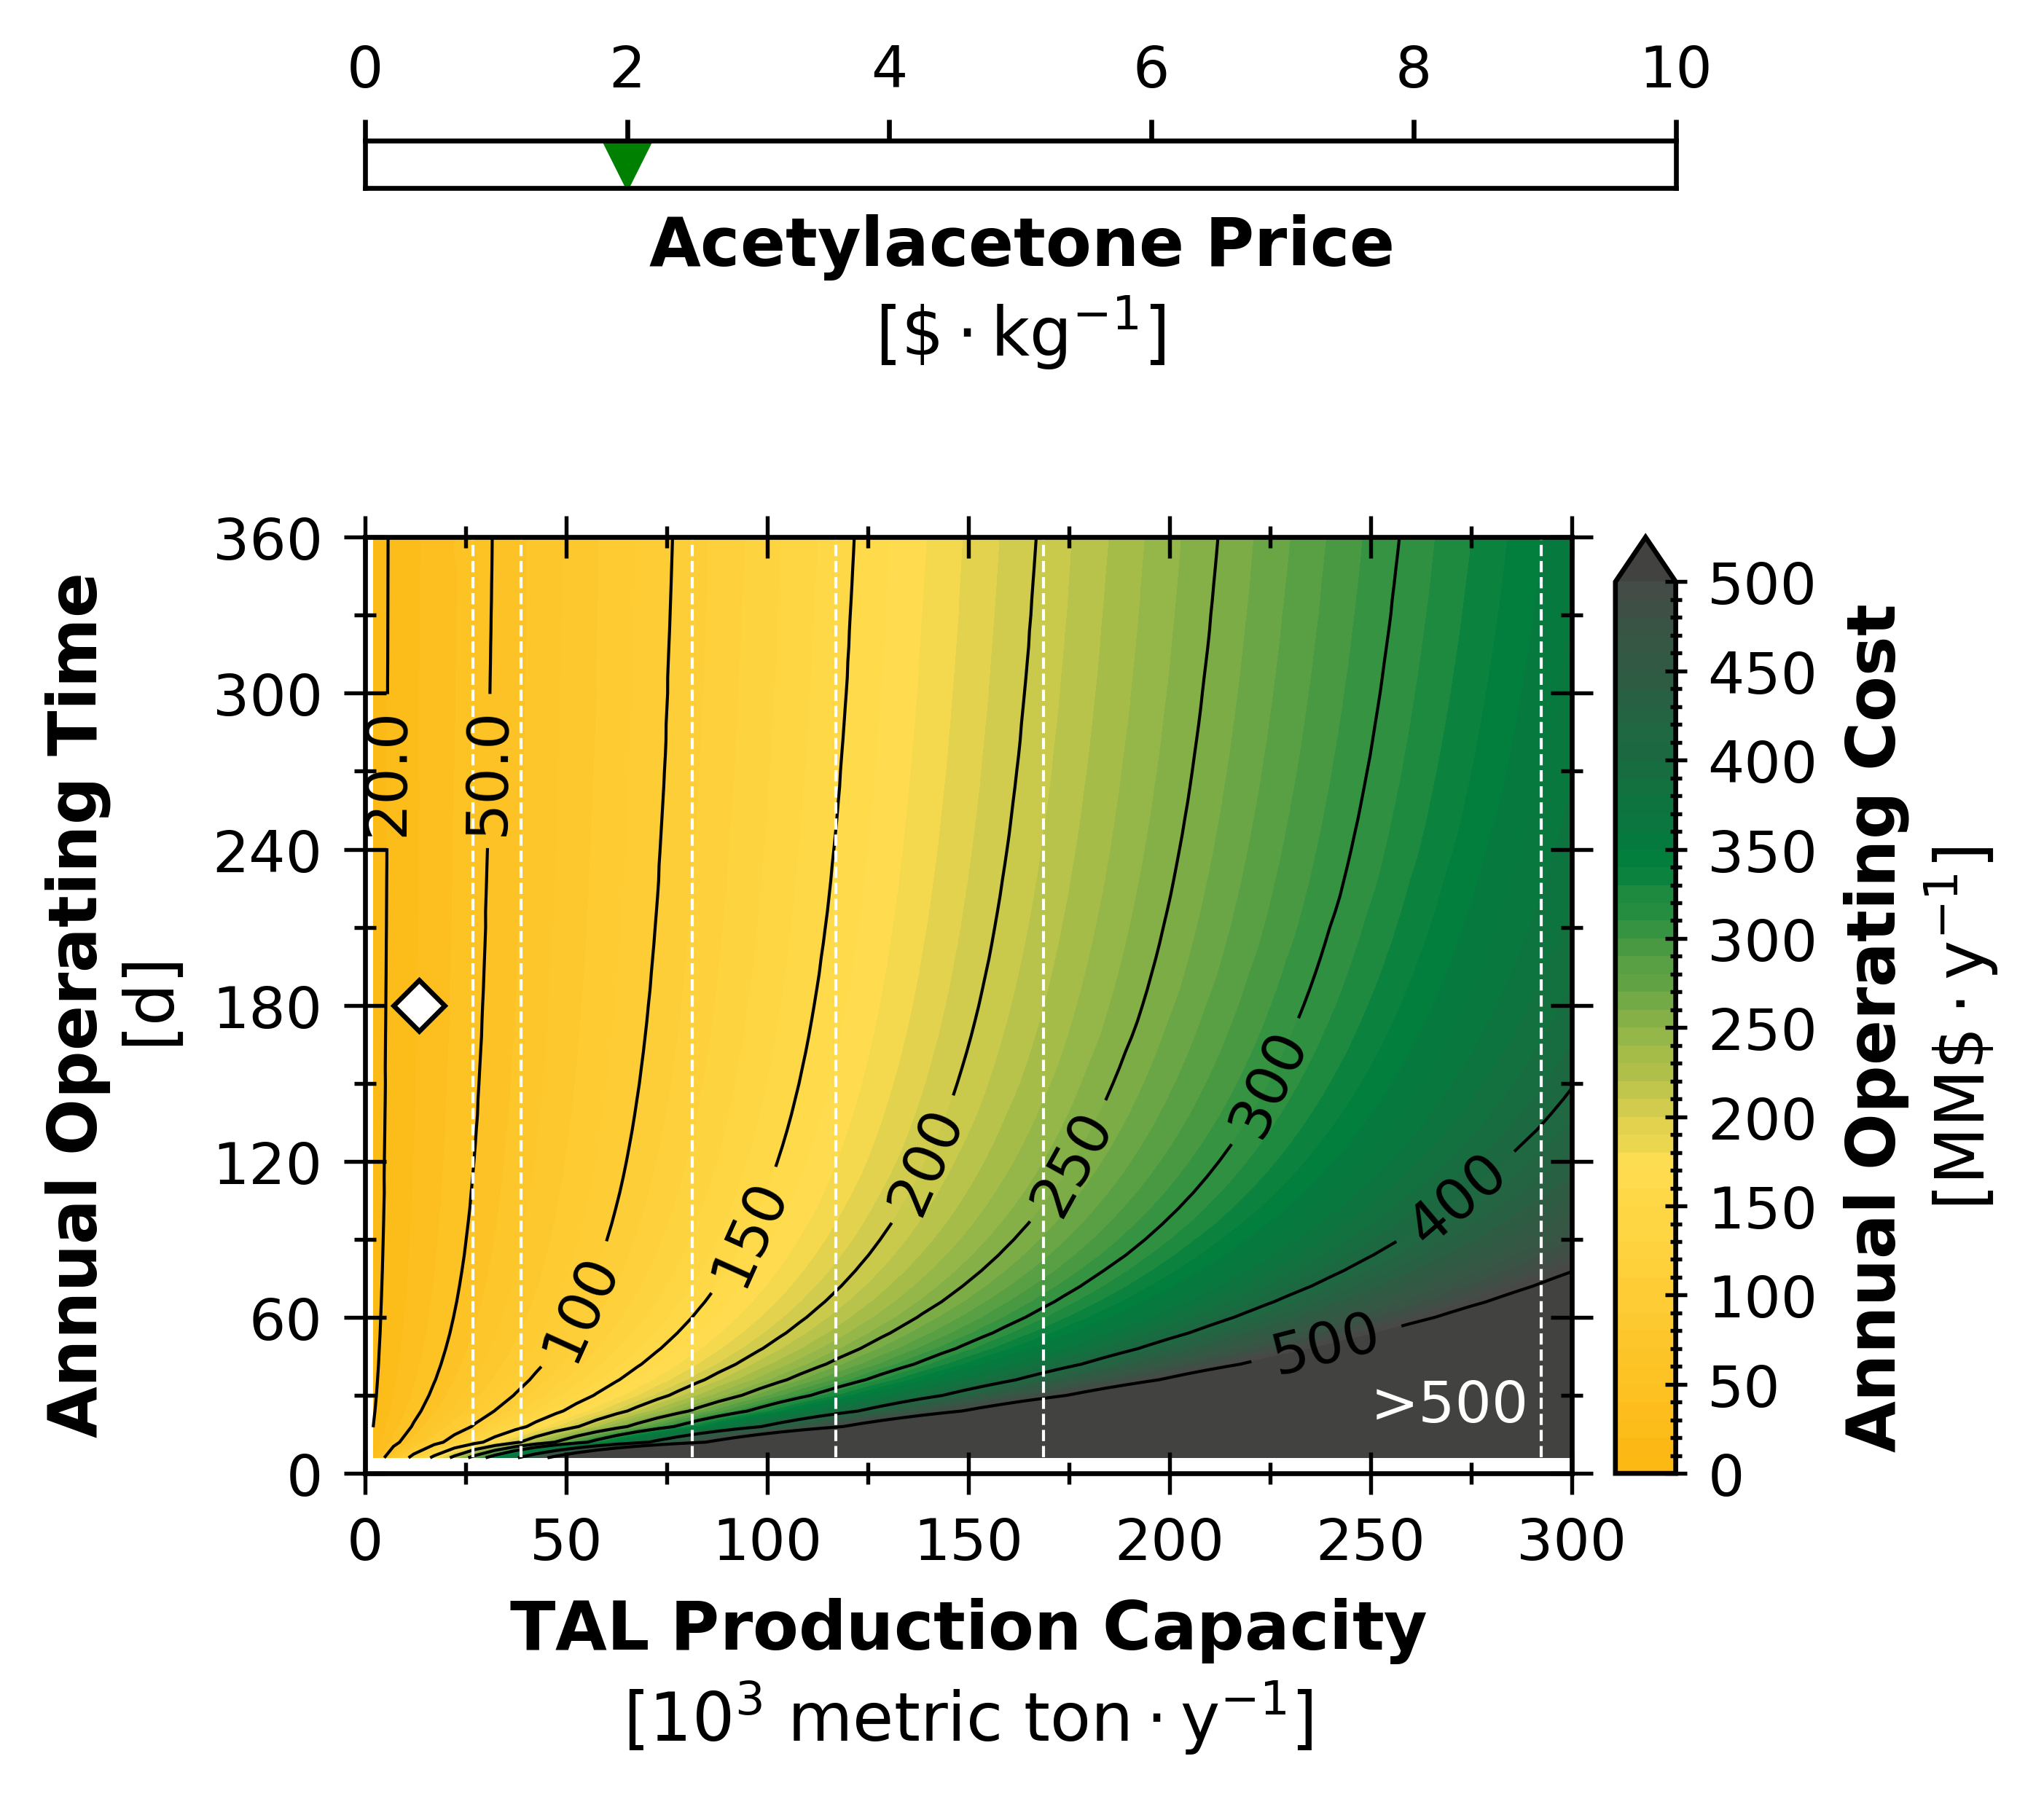 0 2 4 6 8 10
Acetylacetone Price
[$·kg⁻¹]
360
300
240
180
120
60
0
Annual Operating Time
[d]
20.0
50.0
100
150
200
250
300
400
500
>500
0 50 100 150 200 250 300
TAL Production Capacity
[10³ metric ton·y⁻¹]
500
450
400
350
300
250
200
150
100
50
0
Annual Operating Cost
[MM$·y⁻¹]